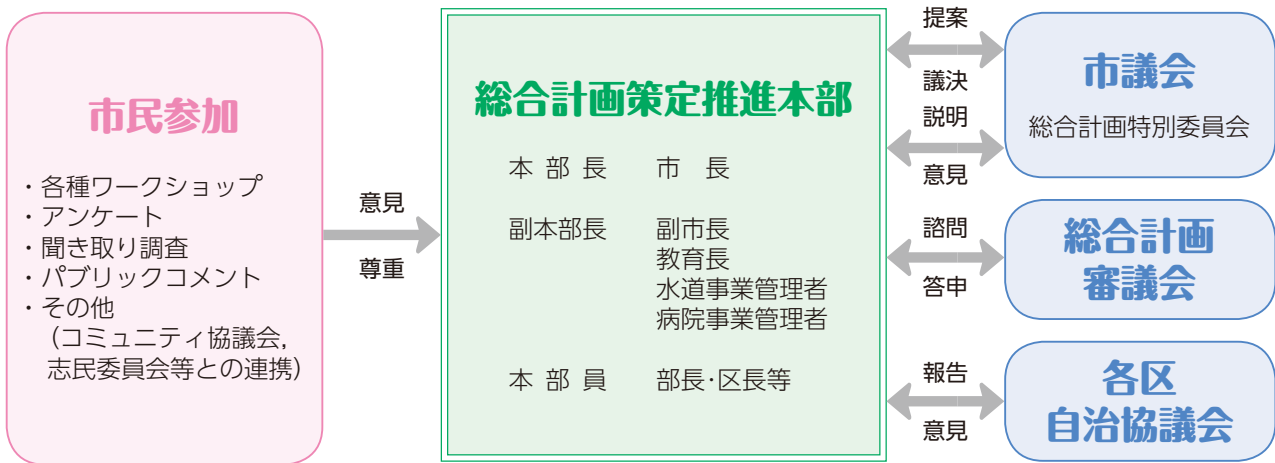 市民参加
・各種ワークショップ
・アンケート
・聞き取り調査
・パブリックコメント
・その他
（コミュニティ協議会，
志民委員会等との連携）
意見
尊重
総合計画策定推進本部
本部長　市　長
副本部長　副市長
教育長
水道事業管理者
病院事業管理者
本部員　部長・区長等
提案
議決
説明
意見
市議会
総合計画特別委員会
諮問
答申
総合計画
審議会
報告
意見
各区
自治協議会